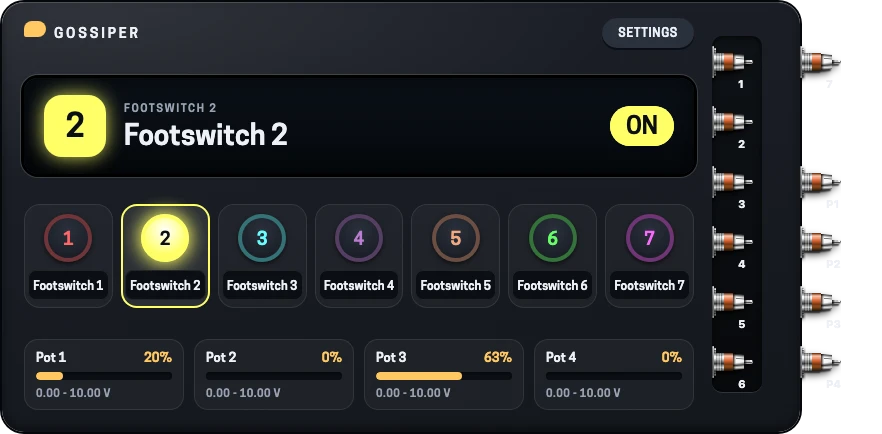 GOSSIPER
SETTINGS
2
FOOTSWITCH 2
Footswitch 2
ON
1
2
3
4
5
6
7
Footswitch 1
Footswitch 2
Footswitch 3
Footswitch 4
Footswitch 5
Footswitch 6
Footswitch 7
Pot 1
20%
0.00 - 10.00 V
Pot 2
0%
0.00 - 10.00 V
Pot 3
63%
0.00 - 10.00 V
Pot 4
0%
0.00 - 10.00 V
1
2
3
4
5
6
7
P1
P2
P3
P4